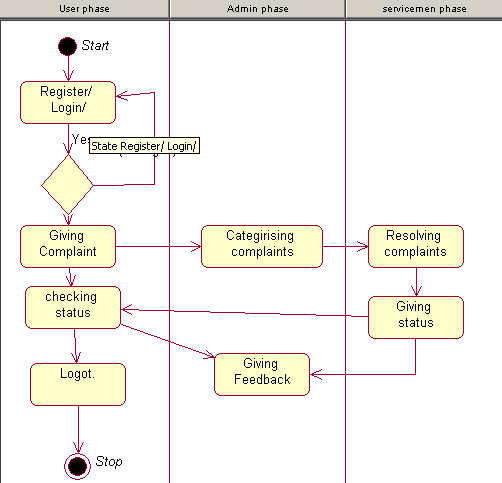 User phase
Admin phase
servicemen phase
Start
Register/
Login/
Yes
State Register/ Login/
Giving
Complaint
Categirising
complaints
Resolving
complaints
checking
status
Giving
status
Giving
Feedback
Logot.
Stop